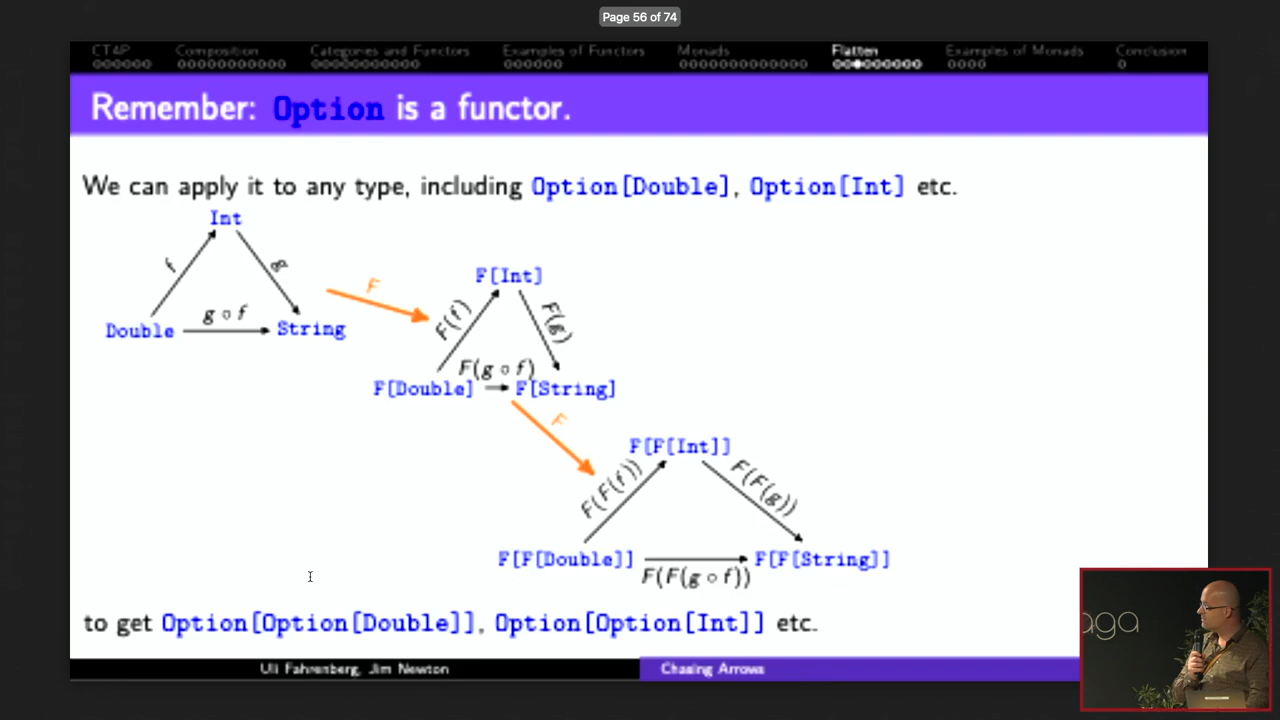 Page 56 of 74
CT4P Composition Categories and Functors Examples of Functors Monads Flatten Examples of Monads Conclusion
Remember: Option is a functor.
We can apply it to any type, including Option[Double], Option[Int] etc.
Int
f g
g ∘ f
Double String
F
F[Int]
F(f) F(g)
F(g ∘ f)
F[Double] F[String]
F
F[F[Int]]
F(F(f)) F(F(g))
F[F[Double]] F[F[String]]
F(F(g ∘ f))
to get Option[Option[Double]], Option[Option[Int]] etc.
aga
Uli Fahrenberg, Jim Newton Chasing Arrows